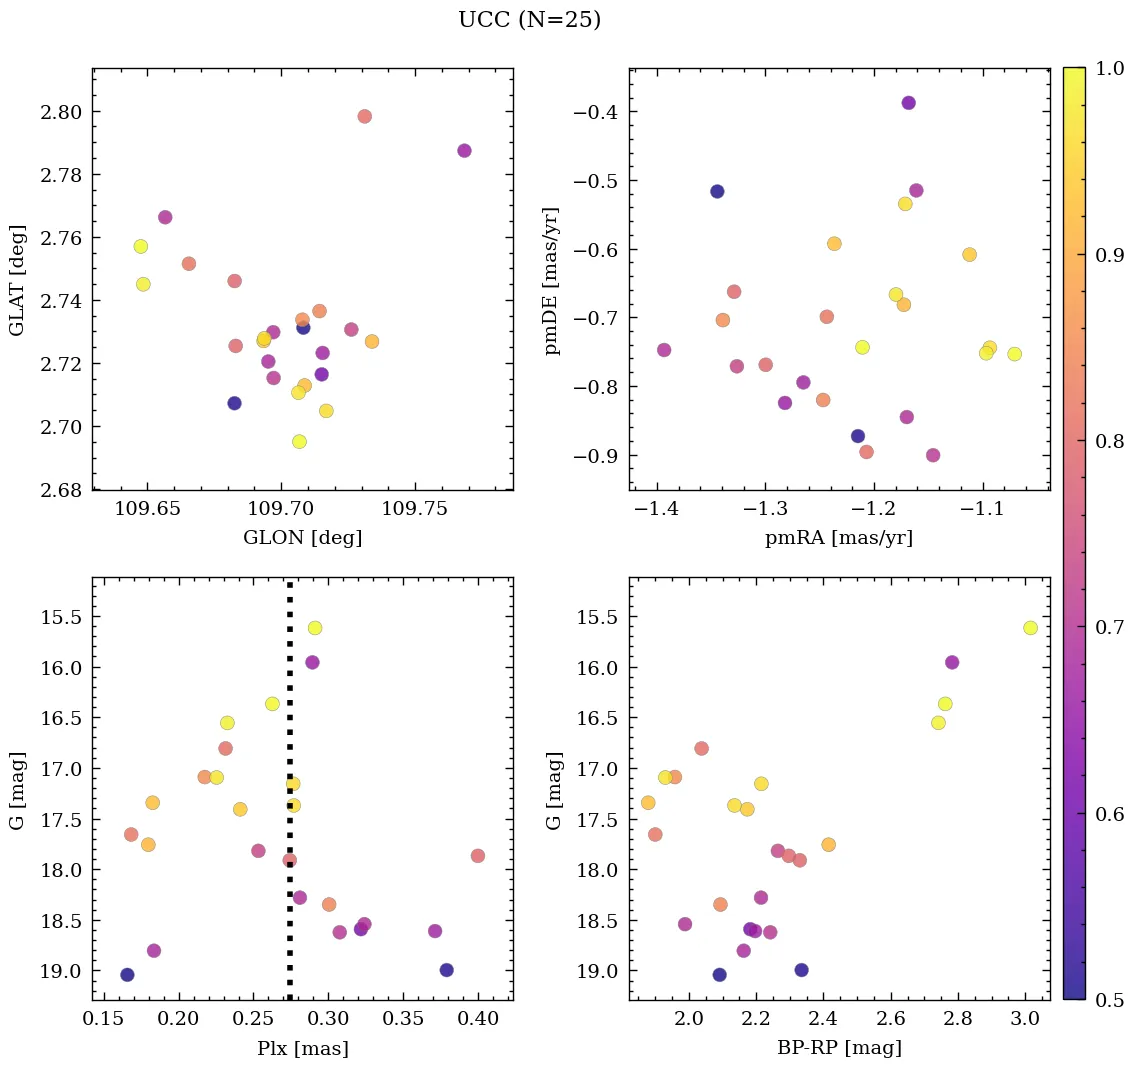 UCC (N=25)
GLAT [deg]
2.80
2.78
2.76
2.74
2.72
2.70
2.68
109.65 109.70 109.75
GLON [deg]
pmDE [mas/yr]
−0.4
−0.5
−0.6
−0.7
−0.8
−0.9
−1.4 −1.3 −1.2 −1.1
pmRA [mas/yr]
G [mag]
15.5
16.0
16.5
17.0
17.5
18.0
18.5
19.0
0.15 0.20 0.25 0.30 0.35 0.40
Plx [mas]
G [mag]
15.5
16.0
16.5
17.0
17.5
18.0
18.5
19.0
2.0 2.2 2.4 2.6 2.8 3.0
BP-RP [mag]
1.0
0.9
0.8
0.7
0.6
0.5